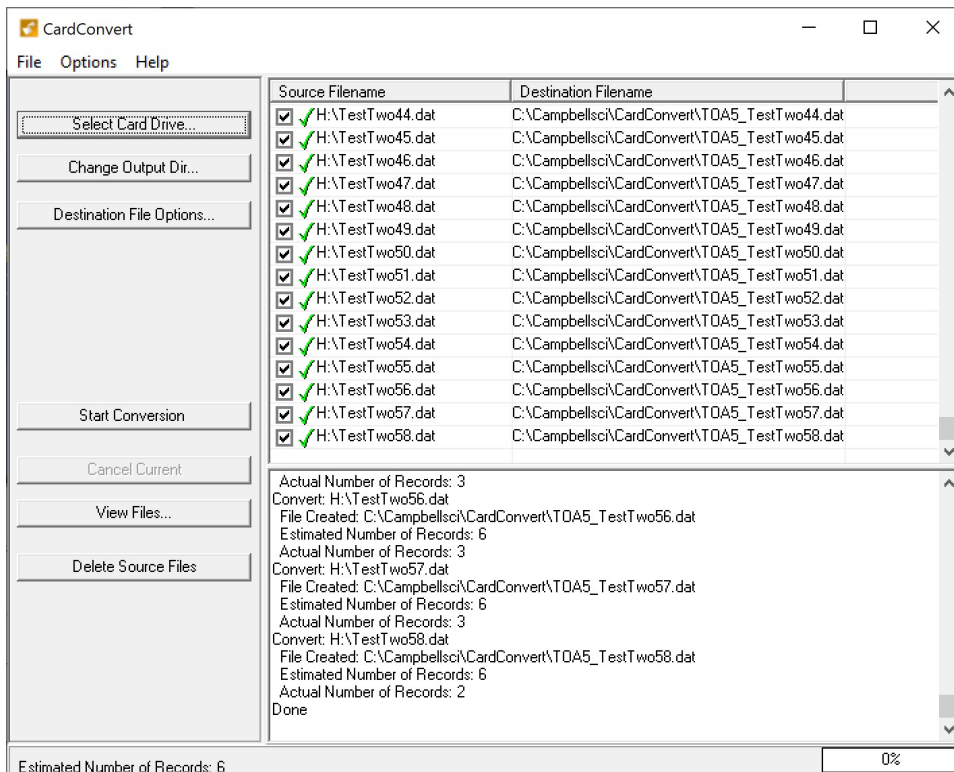 CardConvert
File Options Help
Select Card Drive...
Change Output Dir...
Destination File Options...
Start Conversion
Cancel Current
View Files...
Delete Source Files
Source Filename Destination Filename
H:\TestTwo44.dat C:\Campbellsci\CardConvert\TOA5_TestTwo44.dat
H:\TestTwo45.dat C:\Campbellsci\CardConvert\TOA5_TestTwo45.dat
H:\TestTwo46.dat C:\Campbellsci\CardConvert\TOA5_TestTwo46.dat
H:\TestTwo47.dat C:\Campbellsci\CardConvert\TOA5_TestTwo47.dat
H:\TestTwo48.dat C:\Campbellsci\CardConvert\TOA5_TestTwo48.dat
H:\TestTwo49.dat C:\Campbellsci\CardConvert\TOA5_TestTwo49.dat
H:\TestTwo50.dat C:\Campbellsci\CardConvert\TOA5_TestTwo50.dat
H:\TestTwo51.dat C:\Campbellsci\CardConvert\TOA5_TestTwo51.dat
H:\TestTwo52.dat C:\Campbellsci\CardConvert\TOA5_TestTwo52.dat
H:\TestTwo53.dat C:\Campbellsci\CardConvert\TOA5_TestTwo53.dat
H:\TestTwo54.dat C:\Campbellsci\CardConvert\TOA5_TestTwo54.dat
H:\TestTwo55.dat C:\Campbellsci\CardConvert\TOA5_TestTwo55.dat
H:\TestTwo56.dat C:\Campbellsci\CardConvert\TOA5_TestTwo56.dat
H:\TestTwo57.dat C:\Campbellsci\CardConvert\TOA5_TestTwo57.dat
H:\TestTwo58.dat C:\Campbellsci\CardConvert\TOA5_TestTwo58.dat
Actual Number of Records: 3
Convert: H:\TestTwo56.dat
File Created: C:\Campbellsci\CardConvert\TOA5_TestTwo56.dat
Estimated Number of Records: 6
Actual Number of Records: 3
Convert: H:\TestTwo57.dat
File Created: C:\Campbellsci\CardConvert\TOA5_TestTwo57.dat
Estimated Number of Records: 6
Actual Number of Records: 3
Convert: H:\TestTwo58.dat
File Created: C:\Campbellsci\CardConvert\TOA5_TestTwo58.dat
Estimated Number of Records: 6
Actual Number of Records: 2
Done
Estimated Number of Records: 6 0%